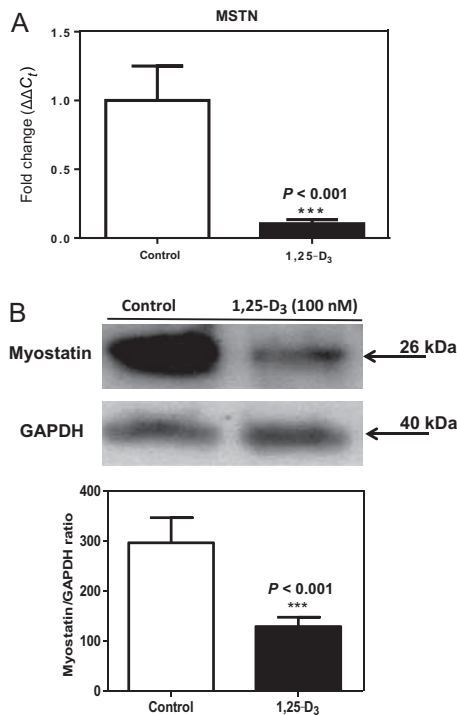 A
MSTN
Fold change (ΔΔCt)
1.5
1.0
0.5
0.0
P < 0.001
***
Control
1,25-D3
B
Control
1,25-D3 (100 nM)
Myostatin
26 kDa
GAPDH
40 kDa
Myostatin/GAPDH ratio
400
300
200
100
0
P < 0.001
***
Control
1,25-D3